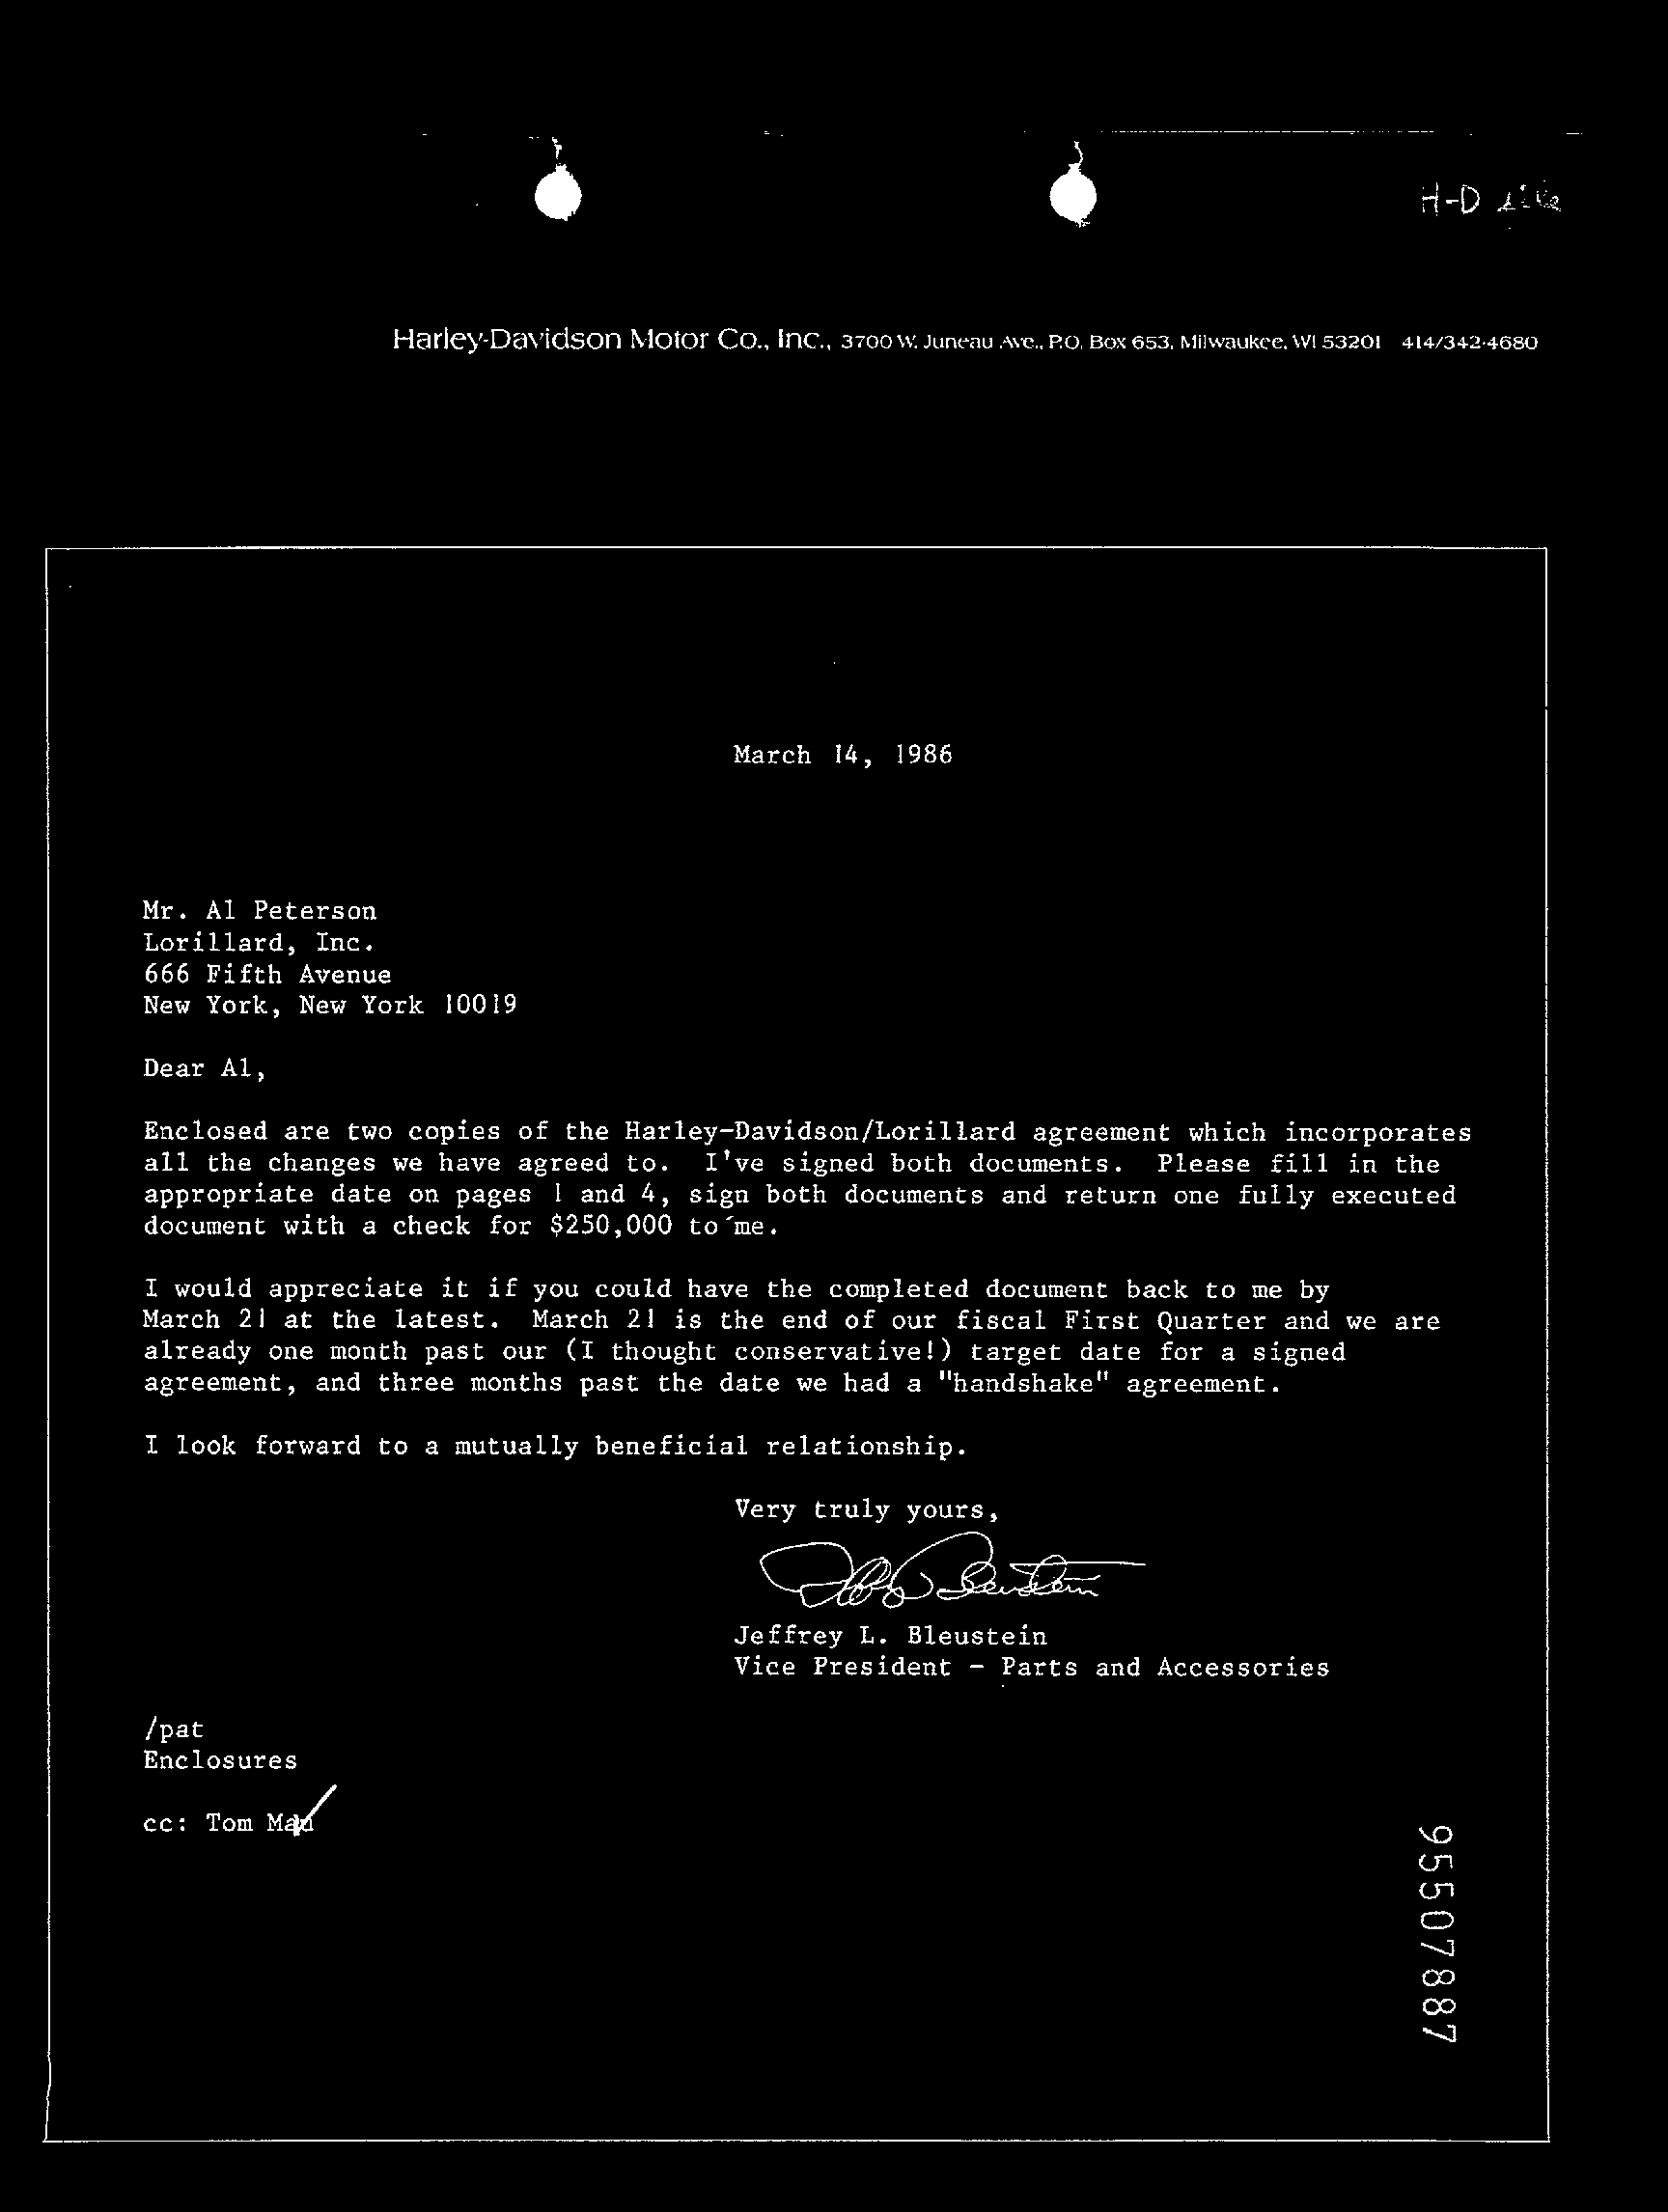 H-D file
Harley-Davidson Motor Co., Inc., 3700 W. Juneau Ave., P.O. Box 653, Milwaukee, WI 53201 414/342-4680
March 14, 1986
Mr. Al Peterson
Lorillard, Inc.
666 Fifth Avenue
New York, New York 10019
Dear Al,
Enclosed are two copies of the Harley-Davidson/Lorillard agreement which incorporates
all the changes we have agreed to. I've signed both documents. Please fill in the
appropriate date on pages 1 and 4, sign both documents and return one fully executed
document with a check for $250,000 to me.
I would appreciate it if you could have the completed document back to me by
March 21 at the latest. March 21 is the end of our fiscal First Quarter and we are
already one month past our (I thought conservative!) target date for a signed
agreement, and three months past the date we had a "handshake" agreement.
I look forward to a mutually beneficial relationship.
Very truly yours,
Jeffrey L. Bleustein
Vice President - Parts and Accessories
/pat
Enclosures
cc: Tom
95507887